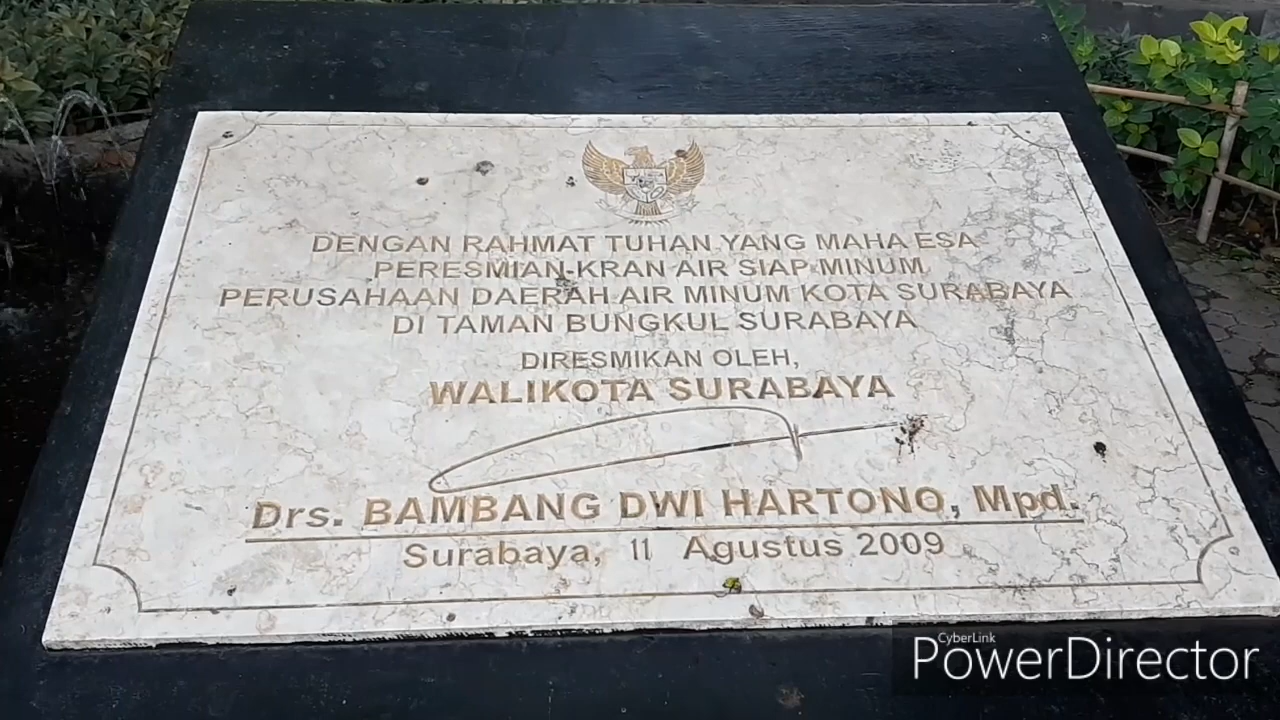 DENGAN RAHMAT TUHAN YANG MAHA ESA
PERESMIAN KRAN AIR SIAP MINUM
PERUSAHAAN DAERAH AIR MINUM KOTA SURABAYA
DI TAMAN BUNGKUL SURABAYA
DIRESMIKAN OLEH,
WALIKOTA SURABAYA
Drs. BAMBANG DWI HARTONO, Mpd.
Surabaya, 11 Agustus 2009
CyberLink
PowerDirector